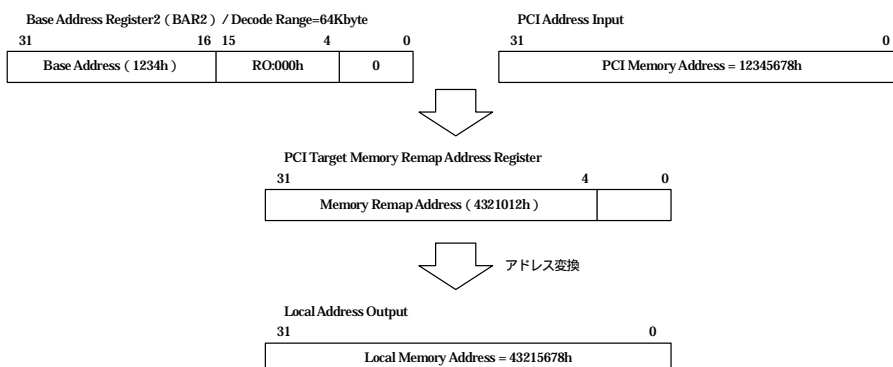 Base Address Register2 ( BAR2 ) / Decode Range=64Kbyte
31 16 15 4 0
Base Address ( 1234h ) RO:000h 0
PCI Address Input
31 0
PCI Memory Address = 12345678h
PCI Target Memory Remap Address Register
31 4 0
Memory Remap Address ( 4321012h )
アドレス変換
Local Address Output
31 0
Local Memory Address = 43215678h